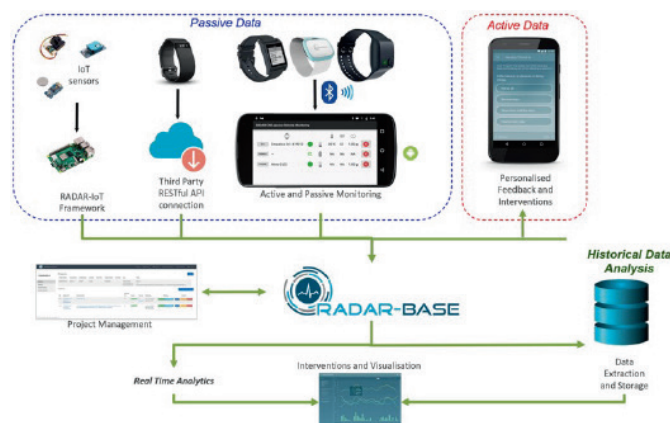 Passive Data
Active Data
IoT
sensors
RADAR-IoT
Framework
Third Party
RESTful API
connection
Active and Passive Monitoring
Personalised
Feedback and
Interventions
Historical Data
Analysis
RADAR-BASE
Project Management
Data
Extraction
and Storage
Real Time Analytics
Interventions and Visualisation